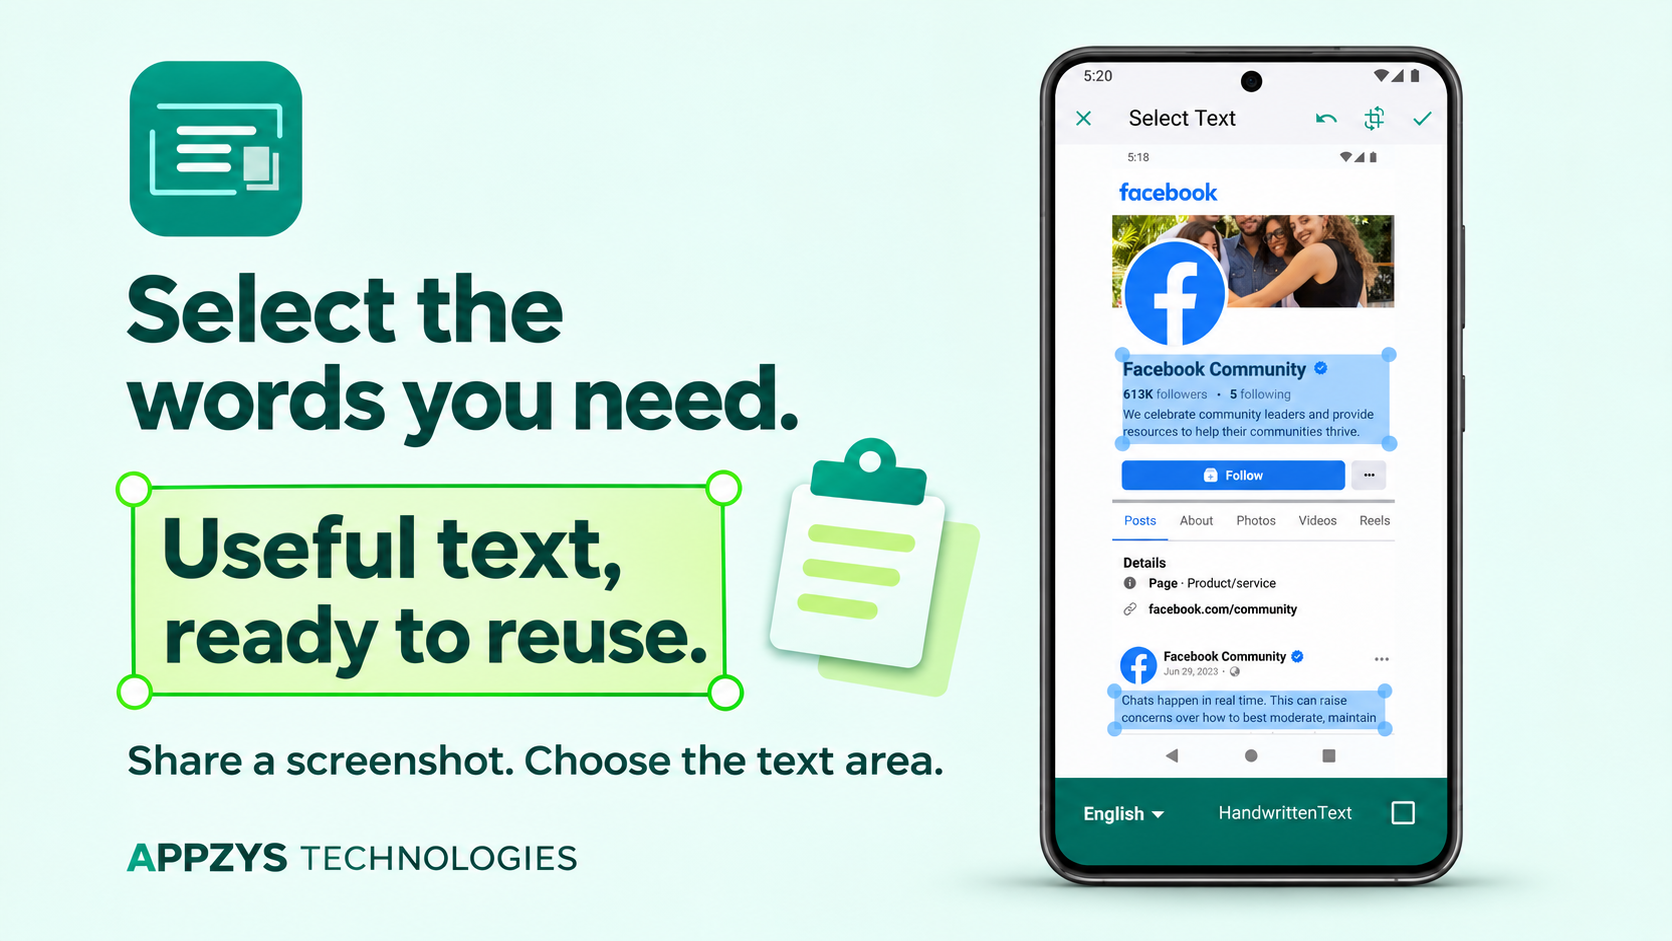 Select the
words you need.
Useful text,
ready to reuse.
Share a screenshot. Choose the text area.
APPZYS TECHNOLOGIES
5:20
Select Text
5:18
facebook
Facebook Community
613K followers • 5 following
We celebrate community leaders and provide
resources to help their communities thrive.
Follow
Posts About Photos Videos Reels
Details
Page · Product/service
facebook.com/community
Facebook Community
Jun 29, 2023 ·
Chats happen in real time. This can raise
concerns over how to best moderate, maintain
English HandwrittenText